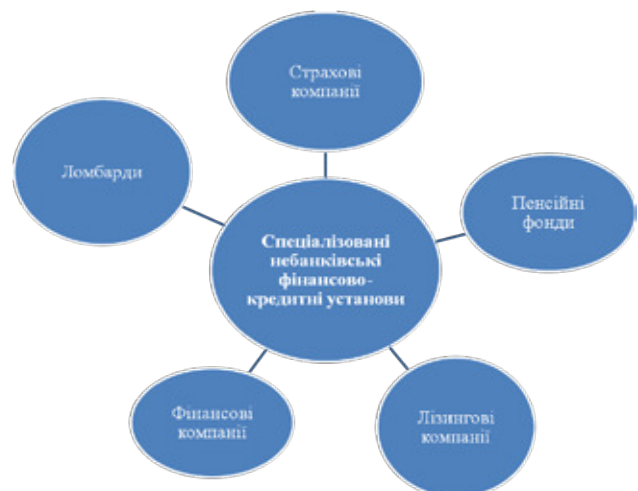 Страхові
компанії
Ломбарди
Пенсійні
фонди
Спеціалізовані
небанківські
фінансово-
кредитні установи
Фінансові
компанії
Лізингові
компанії